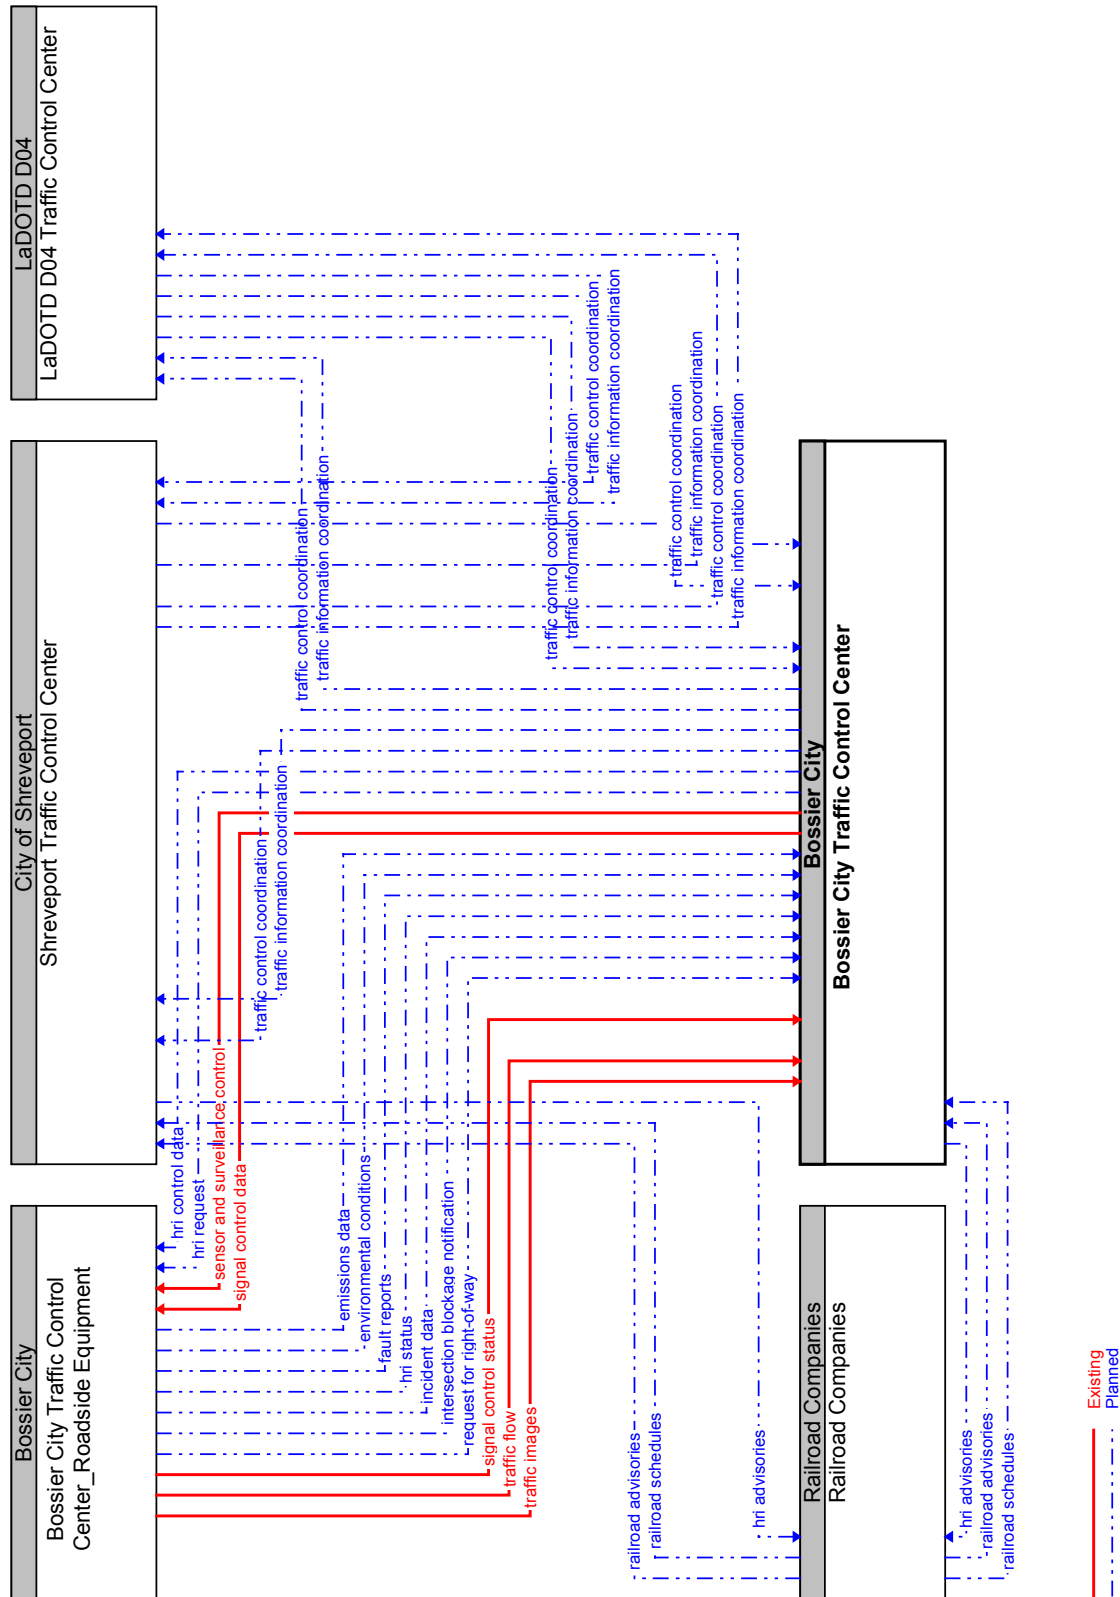 Bossier City
Bossier City Traffic Control
Center_Roadside Equipment
City of Shreveport
Shreveport Traffic Control Center
LaDOTD D04
LaDOTD D04 Traffic Control Center
hri control data
hri request
sensor and surveillance control
signal control data
traffic control coordination
traffic information coordination
traffic control coordination
traffic information coordination
emissions data
environmental conditions
fault reports
hri status
incident data
intersection blockage notification
request for right-of-way
signal control status
traffic flow
traffic images
traffic control coordination
traffic information coordination
traffic control coordination
traffic information coordination
railroad advisories
railroad schedules
traffic control coordination
traffic information coordination
traffic control coordination
traffic information coordination
hri advisories
Railroad Companies
Railroad Companies
Bossier City
Bossier City Traffic Control Center
hri advisories
railroad advisories
railroad schedules
Existing
Planned